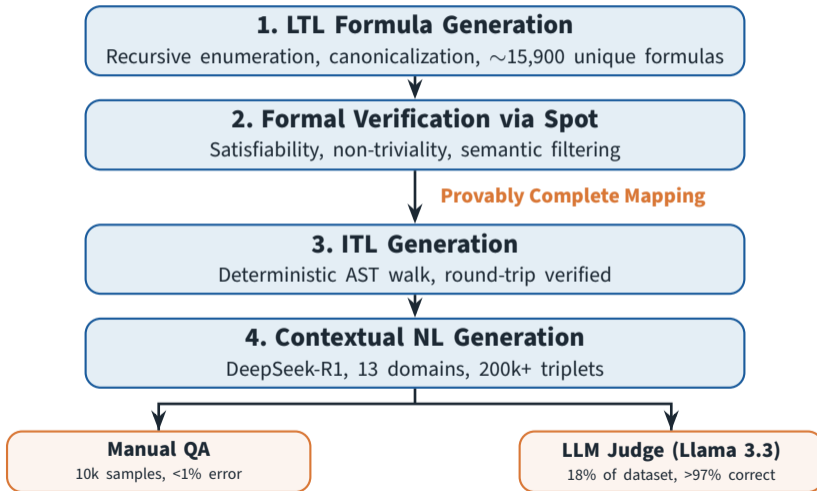 1. LTL Formula Generation
Recursive enumeration, canonicalization, ~15,900 unique formulas
2. Formal Verification via Spot
Satisfiability, non-triviality, semantic filtering
Provably Complete Mapping
3. ITL Generation
Deterministic AST walk, round-trip verified
4. Contextual NL Generation
DeepSeek-R1, 13 domains, 200k+ triplets
Manual QA
10k samples, <1% error
LLM Judge (Llama 3.3)
18% of dataset, >97% correct